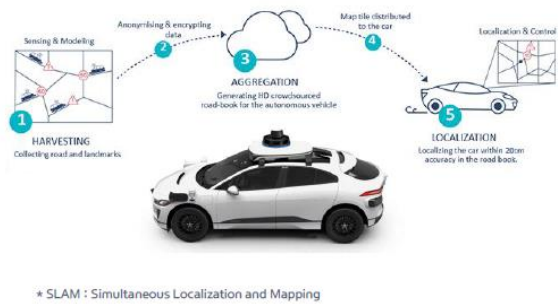 Sensing & Modeling
1
HARVESTING
Collecting road and landmarks
Anonymising & encrypting
data
2
3
AGGREGATION
Generating HD crowdsourced
road-book for the autonomous vehicle
Map tile distributed
to the car
4
Localization & Control
5
LOCALIZATION
Localizing the car within 20cm
accuracy in the road book.
* SLAM : Simultaneous Localization and Mapping